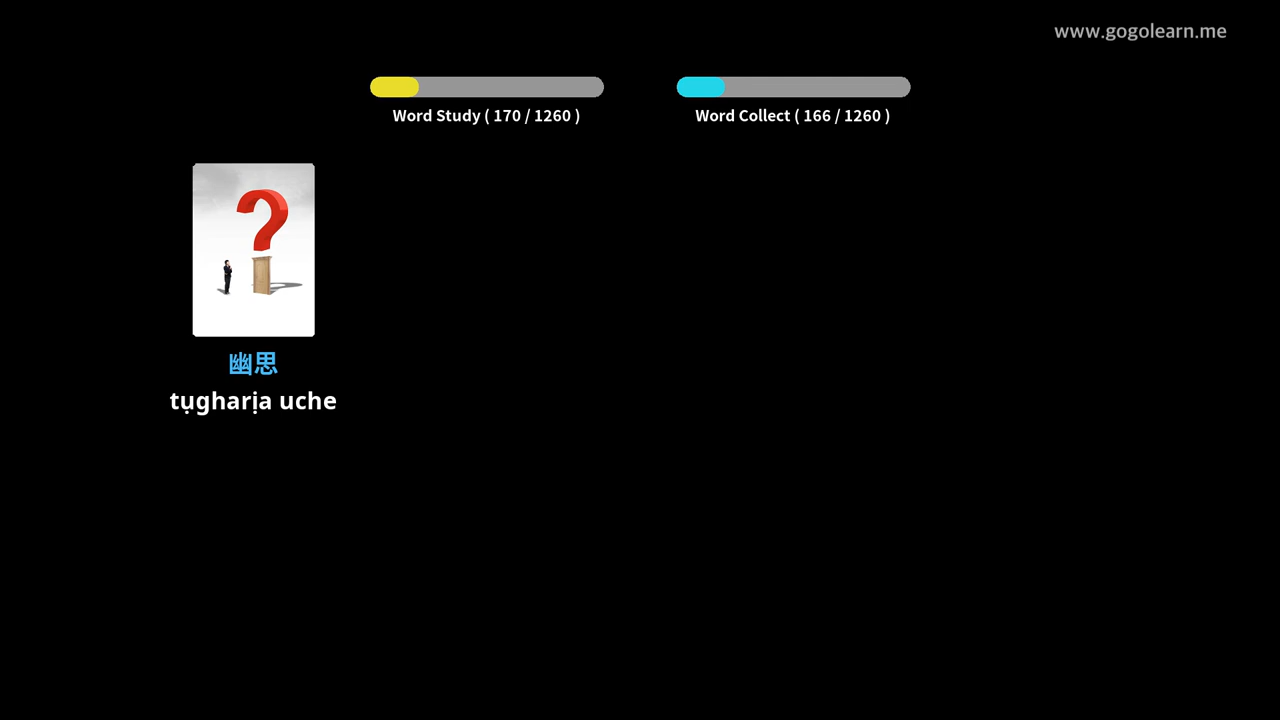 www.gogolearn.me
Word Study ( 170 / 1260 )
Word Collect ( 166 / 1260 )
幽思
tụgharịa uche